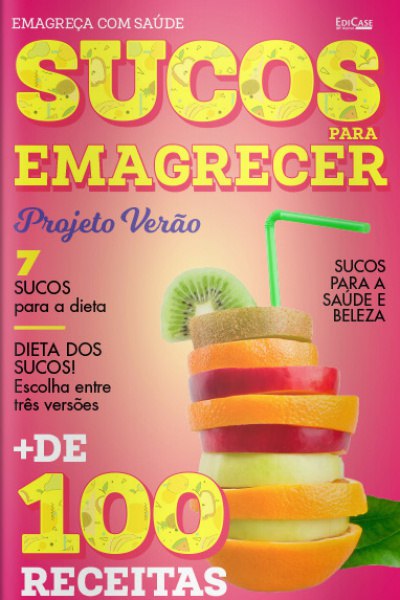 EMAGREÇA COM SAÚDE
EDICASE
SUCOS
PARA
EMAGRECER
Projeto Verão
7
SUCOS
para a dieta
DIETA DOS
SUCOS!
Escolha entre
três versões
SUCOS
PARA A
SAÚDE E
BELEZA
+DE
100
RECEITAS